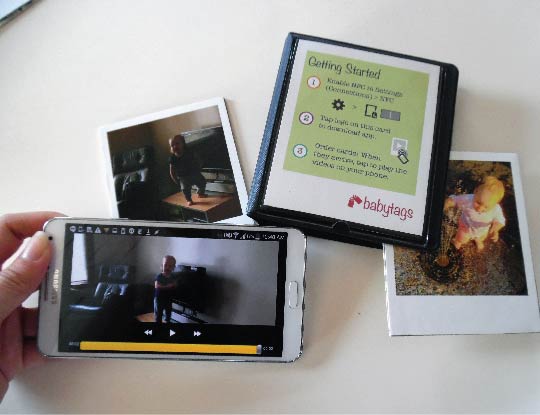 Getting Started
1 Enable NFC in Settings
(Connections) > NFC
>
2 Tap logo on this card
to download app.
3 Order cards! When
they arrive, tap to play the
videos on your phone.
babytags
SAMSUNG